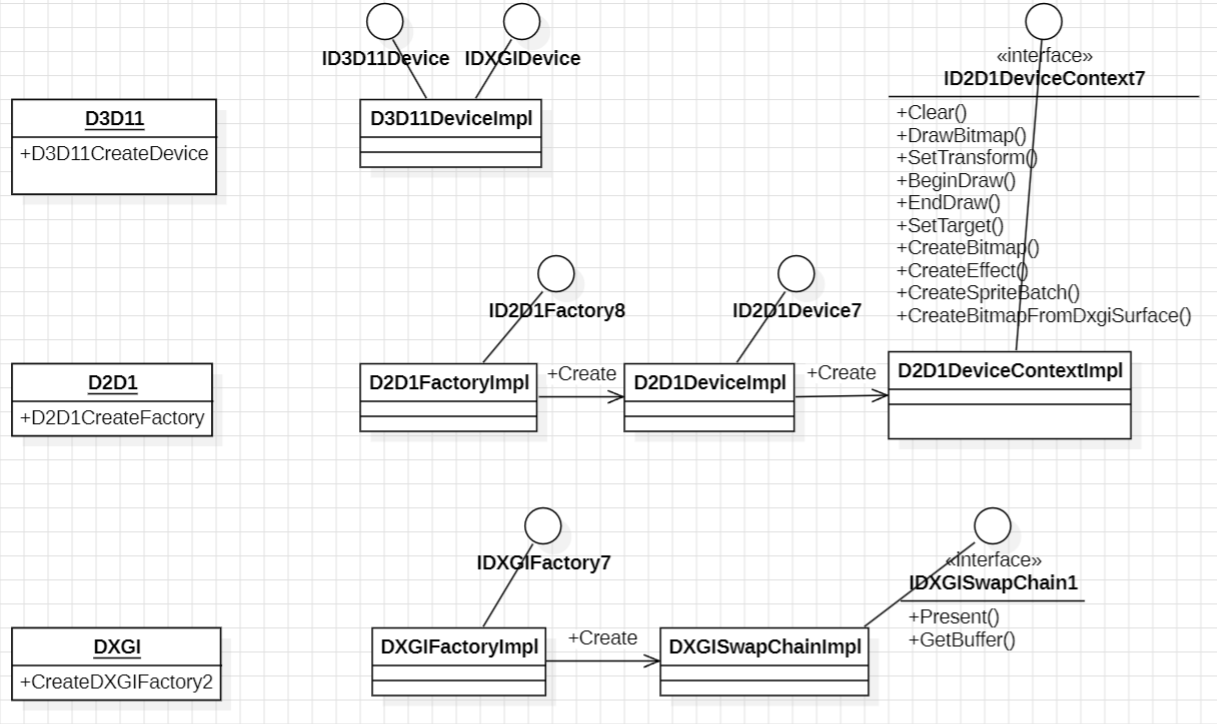 ID3D11Device
IDXGIDevice
«interface»
ID2D1DeviceContext7
+Clear()
+DrawBitmap()
+SetTransform()
+BeginDraw()
+EndDraw()
+SetTarget()
+CreateBitmap()
+CreateEffect()
+CreateSpriteBatch()
+CreateBitmapFromDxgiSurface()
D3D11
+D3D11CreateDevice
D3D11DeviceImpl
ID2D1Factory8
ID2D1Device7
D2D1
+D2D1CreateFactory
D2D1FactoryImpl
+Create
D2D1DeviceImpl
+Create
D2D1DeviceContextImpl
IDXGIFactory7
«interface»
IDXGISwapChain1
+Present()
+GetBuffer()
DXGI
+CreateDXGIFactory2
DXGIFactoryImpl
+Create
DXGISwapChainImpl